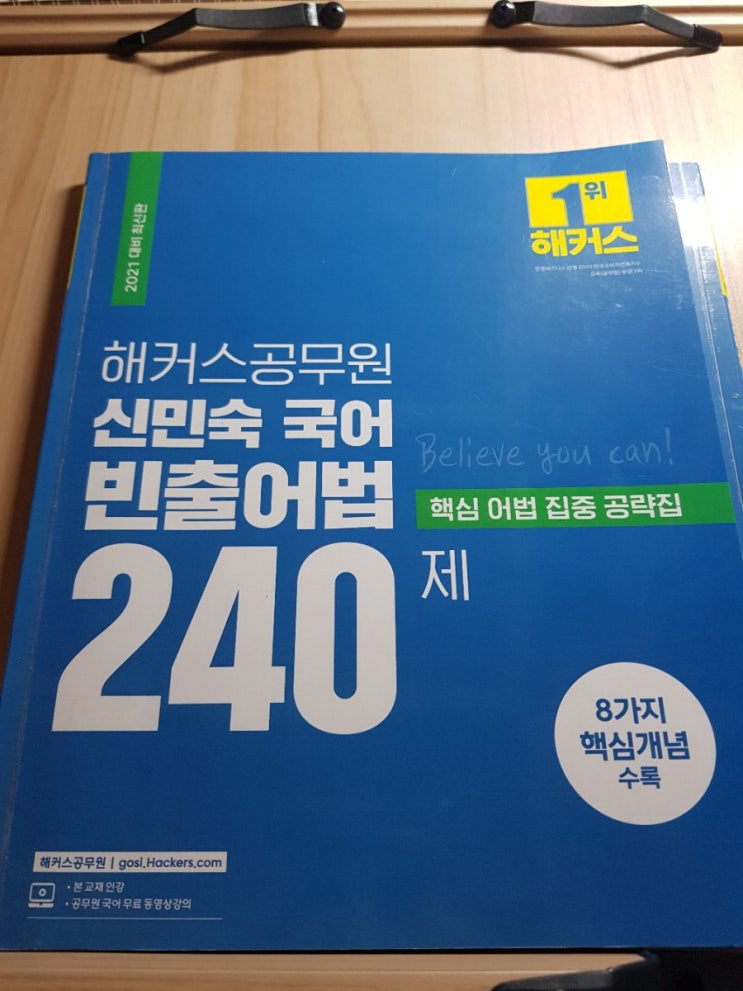 2021 대비 최신판
1위
해커스
해커스공무원
신민숙 국어
빈출어법
Believe you can!
핵심 어법 집중 공략집
240제
8가지
핵심개념
수록
해커스공무원 | gosi.Hackers.com
· 본 교재 인강
· 공무원 국어 무료 동영상강의